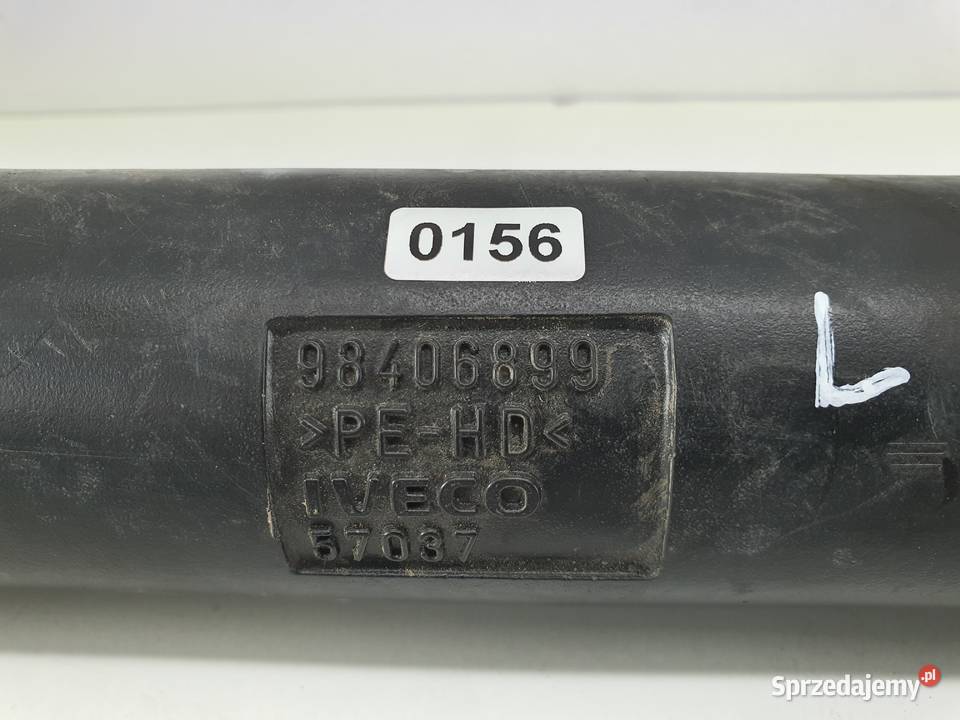 0156
98406899
>PE-HD<
IVECO
57037
L
Sprzedajemy.pl